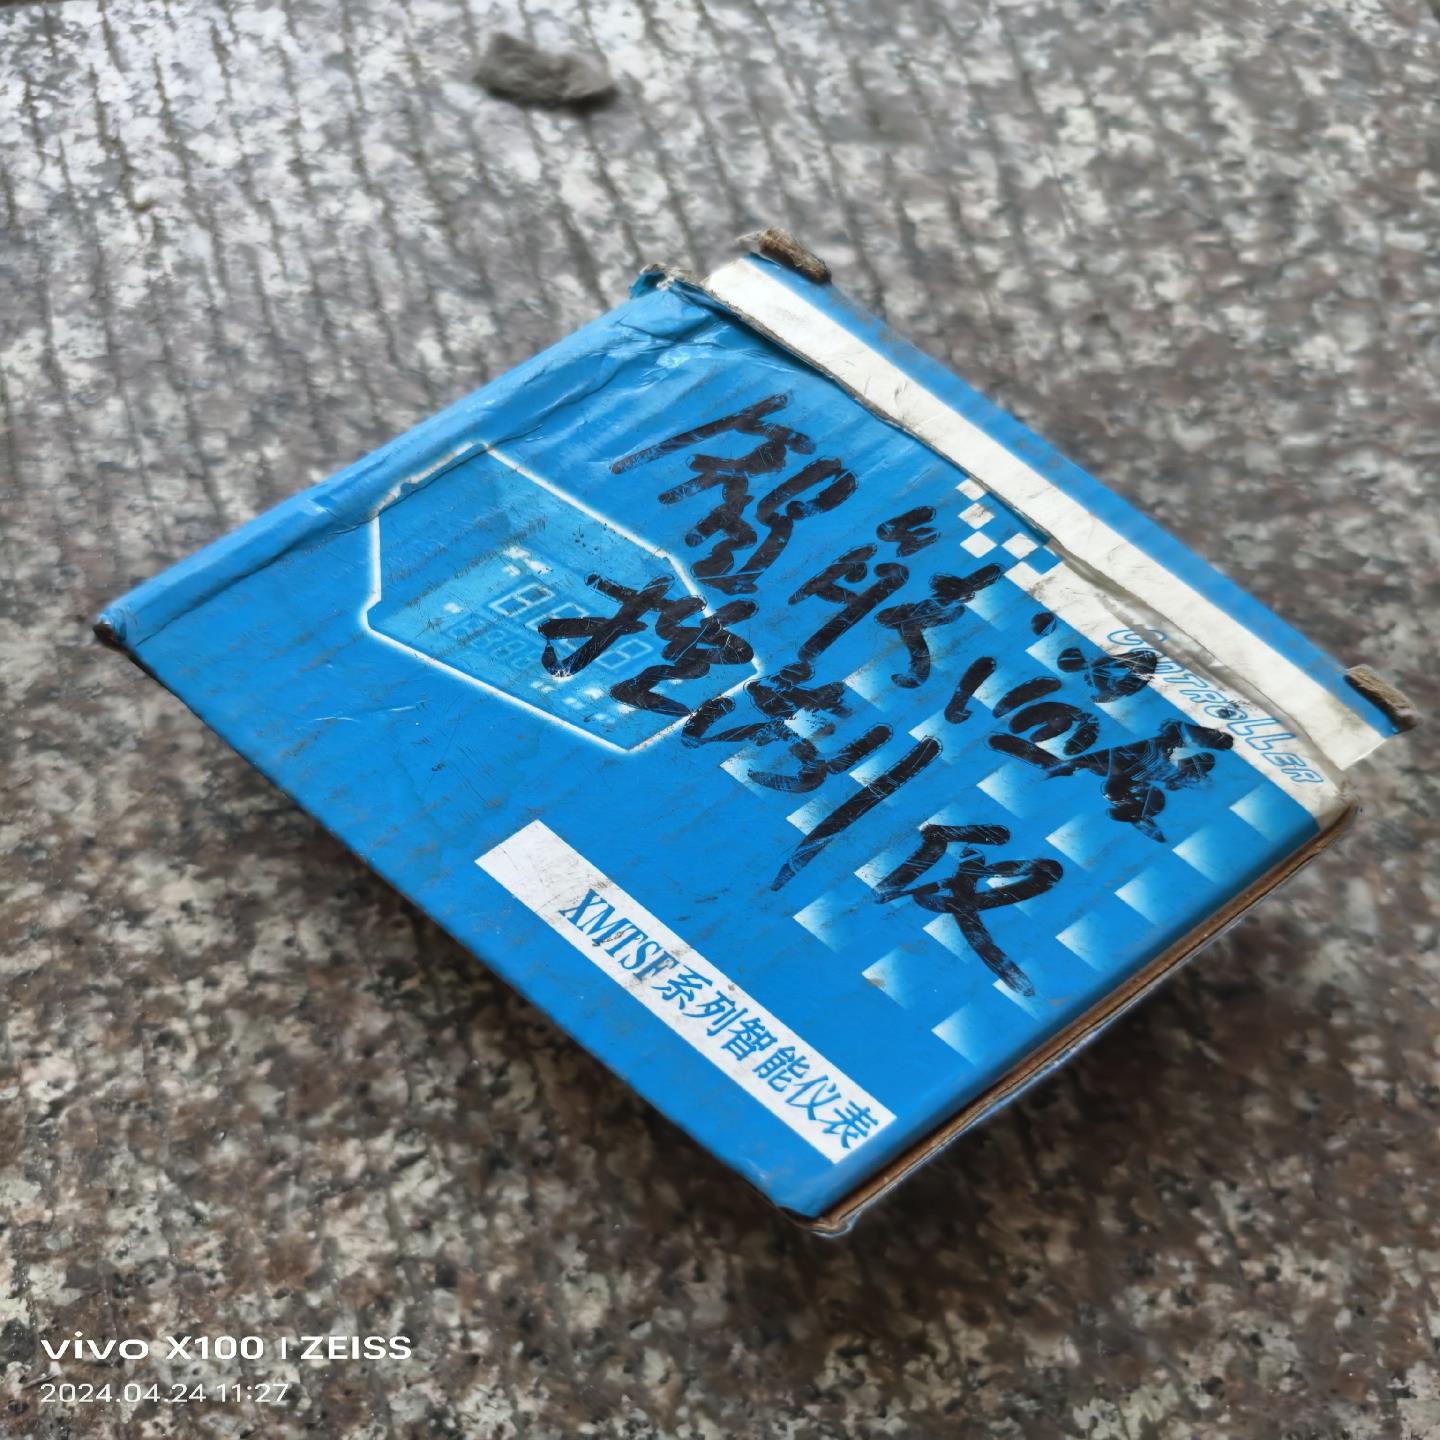 智能温度
控制仪
CONTROLLER
XMTSF系列智能仪表
vivo X100 | ZEISS
2024.04.24 11:27